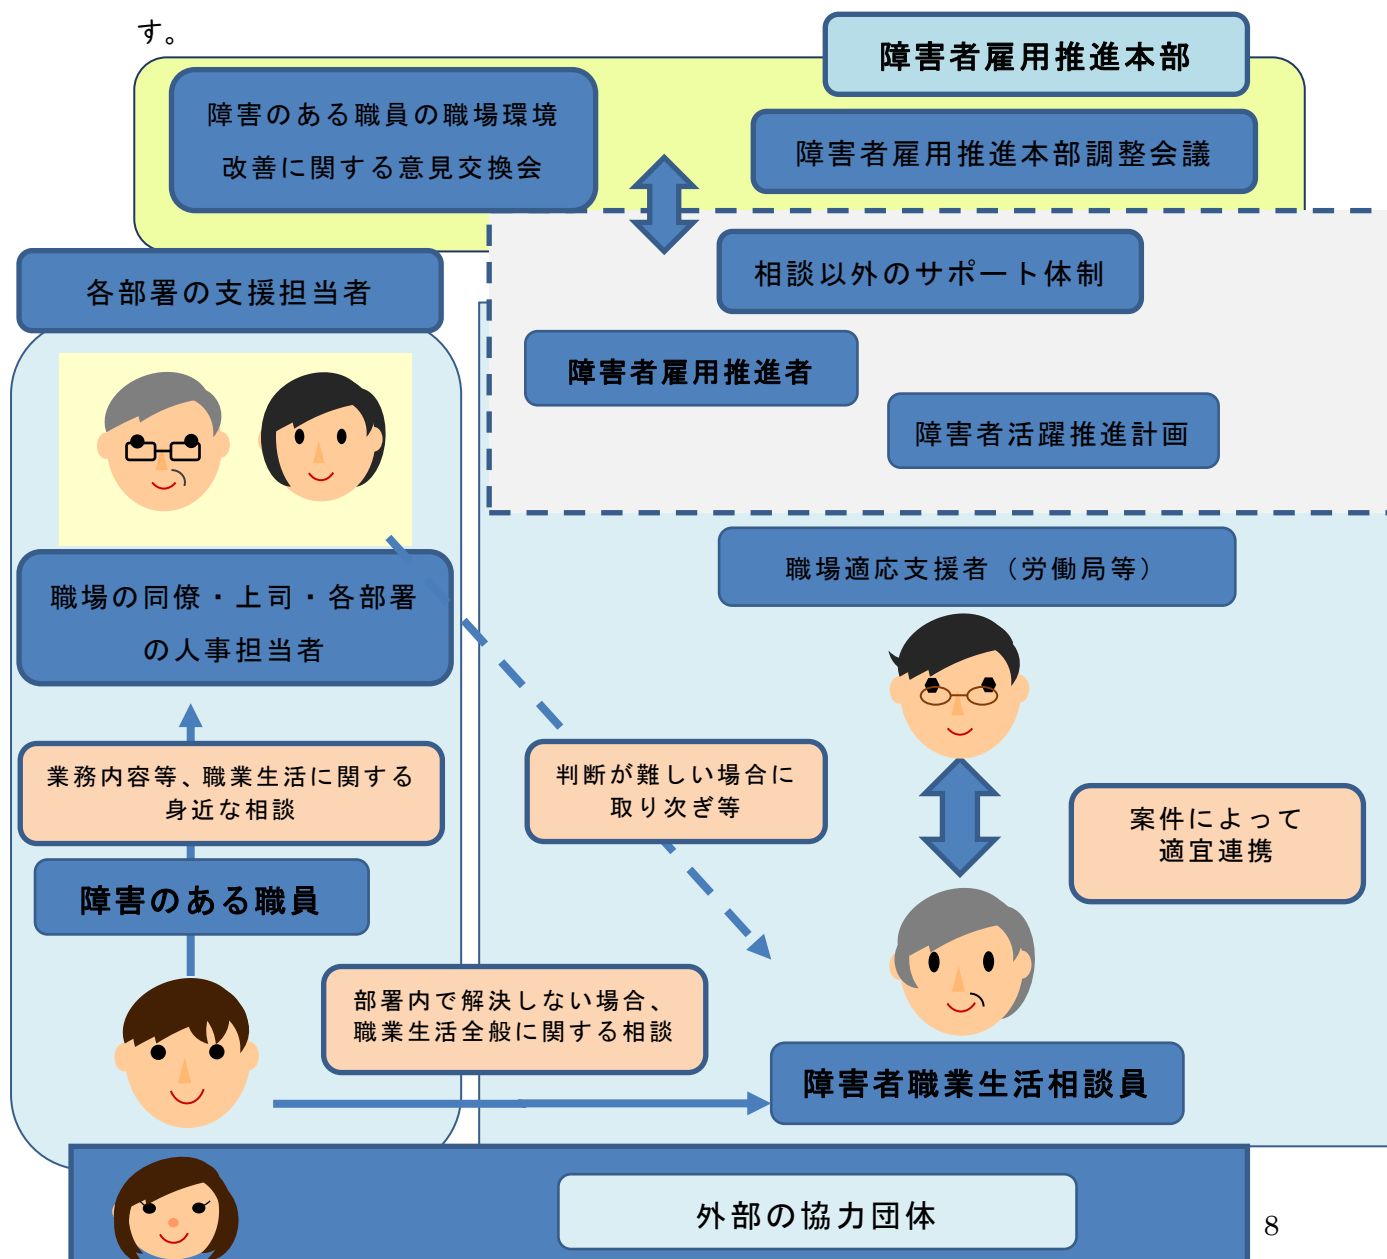 す。
障害者雇用推進本部
障害のある職員の職場環境
改善に関する意見交換会
障害者雇用推進本部調整会議
相談以外のサポート体制
各部署の支援担当者
障害者雇用推進者
障害者活躍推進計画
職場適応支援者（労働局等）
職場の同僚・上司・各部署
の人事担当者
業務内容等、職業生活に関する
身近な相談
判断が難しい場合に
取り次ぎ等
案件によって
適宜連携
障害のある職員
部署内で解決しない場合、
職業生活全般に関する相談
障害者職業生活相談員
外部の協力団体
8